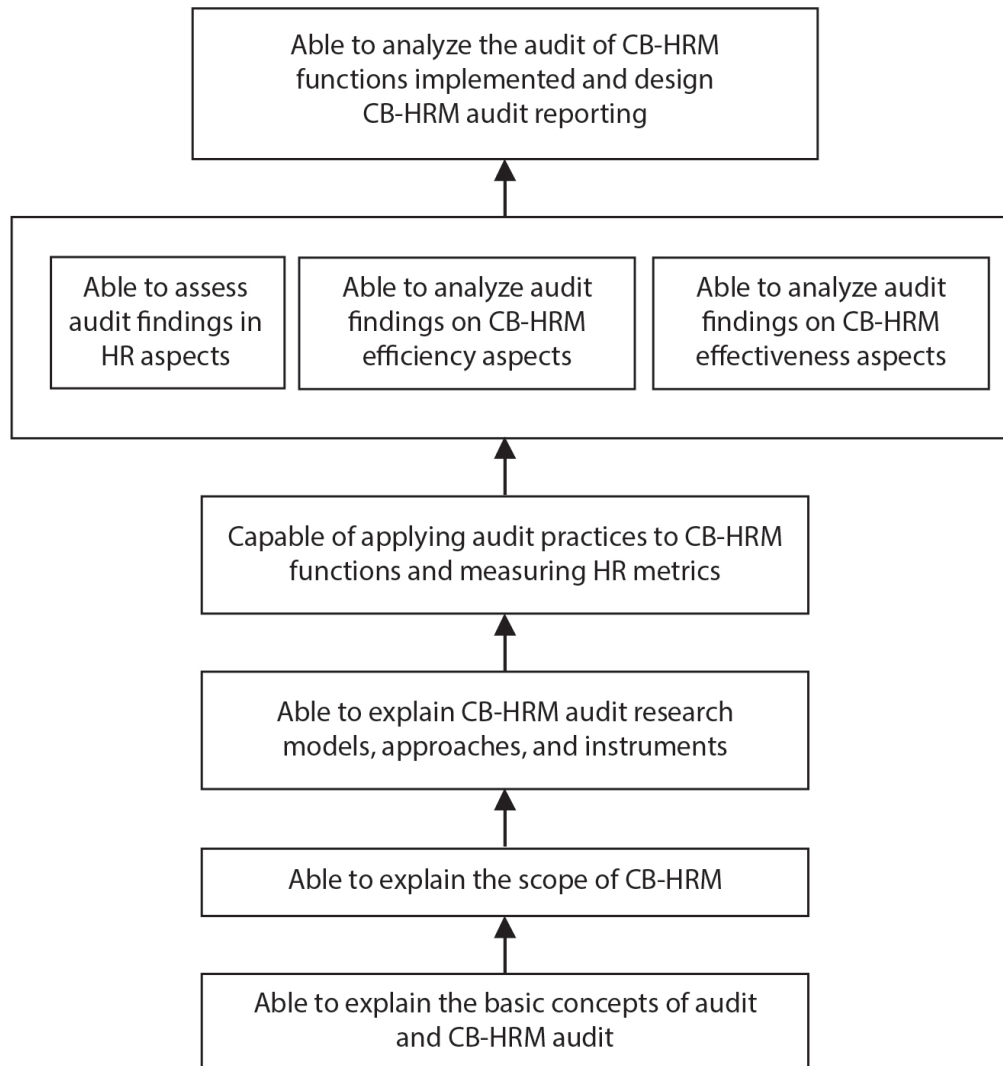 Able to analyze the audit of CB-HRM
functions implemented and design
CB-HRM audit reporting
Able to assess
audit findings in
HR aspects
Able to analyze audit
findings on CB-HRM
efficiency aspects
Able to analyze audit
findings on CB-HRM
effectiveness aspects
Capable of applying audit practices to CB-HRM
functions and measuring HR metrics
Able to explain CB-HRM audit research
models, approaches, and instruments
Able to explain the scope of CB-HRM
Able to explain the basic concepts of audit
and CB-HRM audit